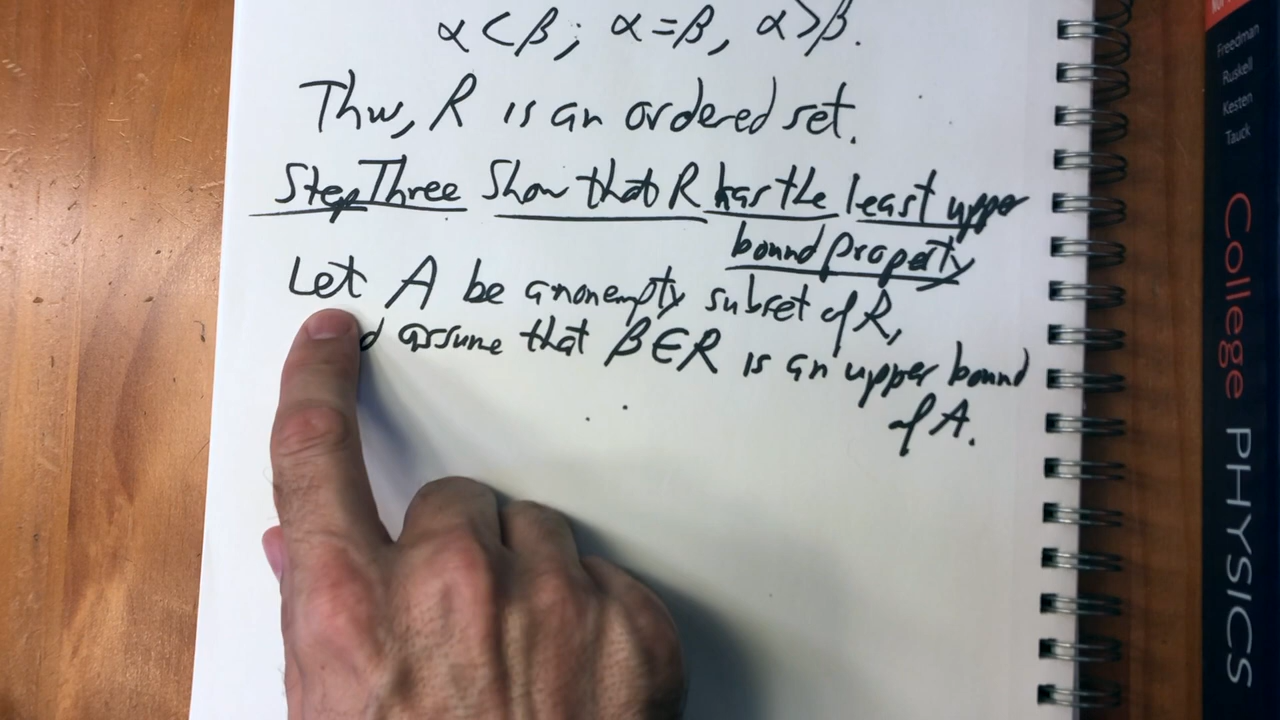 α < β; α = β, α > β.
Thus, R is an ordered set.
Step Three Show that R has the least upper
bound property
Let A be a nonempty subset of R,
assume that β ∈ R is an upper bound
of A.
Freedman
Ruskell
Kesten
Tauck
College PHYSICS